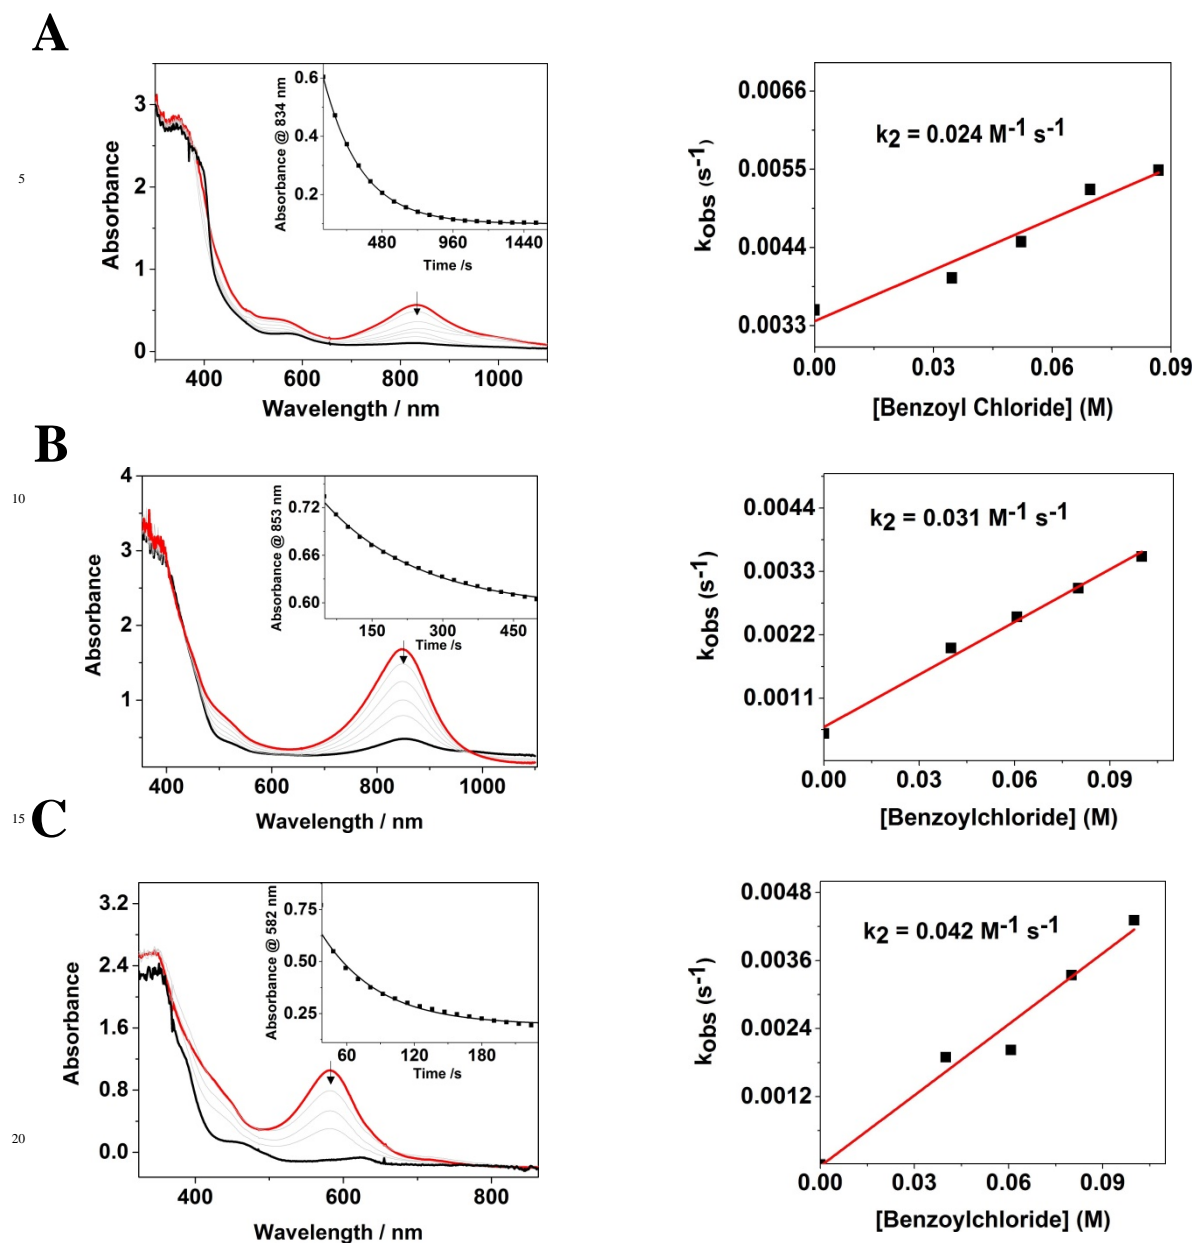 A
3
2
1
0
Absorbance
400
600
800
1000
Wavelength / nm
0.6
0.4
0.2
Absorbance @ 834 nm
480
960
1440
Time /s
0.0066
0.0055
0.0044
0.0033
kobs (s-1)
k2 = 0.024 M-1 s-1
0.00
0.03
0.06
0.09
[Benzoyl Chloride] (M)
5
B
10
4
3
2
1
Absorbance
400
600
800
1000
Wavelength / nm
0.72
0.66
0.60
Absorbance @ 853 nm
150
300
450
Time /s
0.0044
0.0033
0.0022
0.0011
kobs (s-1)
k2 = 0.031 M-1 s-1
0.00
0.03
0.06
0.09
[Benzoylchloride] (M)
15
C
3.2
2.4
1.6
0.8
0.0
Absorbance
400
600
800
Wavelength / nm
0.75
0.50
0.25
Absorbance @ 582 nm
60
120
180
Time /s
0.0048
0.0036
0.0024
0.0012
kobs (s-1)
k2 = 0.042 M-1 s-1
0.00
0.03
0.06
0.09
[Benzoylchloride] (M)
20